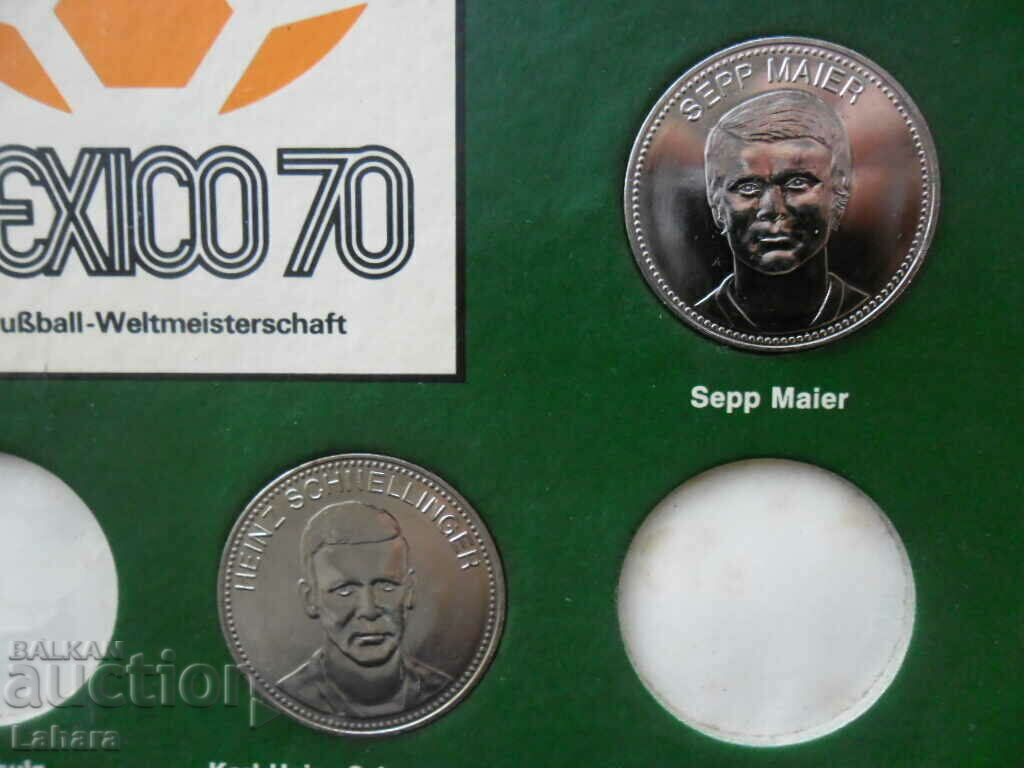 EXICO 70
ußball-Weltmeisterschaft
SEPP MAIER
Sepp Maier
HEINZ SCHNELLINGER
BALKAN
auction
Lahara